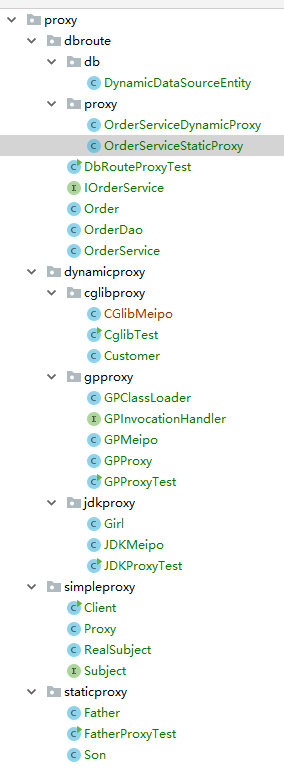 proxy
dbroute
db
DynamicDataSourceEntity
proxy
OrderServiceDynamicProxy
OrderServiceStaticProxy
DbRouteProxyTest
IOrderService
Order
OrderDao
OrderService
dynamicproxy
cglibproxy
CGlibMeipo
CglibTest
Customer
gpproxy
GPClassLoader
GPInvocationHandler
GPMeipo
GPProxy
GPProxyTest
jdkproxy
Girl
JDKMeipo
JDKProxyTest
simpleproxy
Client
Proxy
RealSubject
Subject
staticproxy
Father
FatherProxyTest
Son